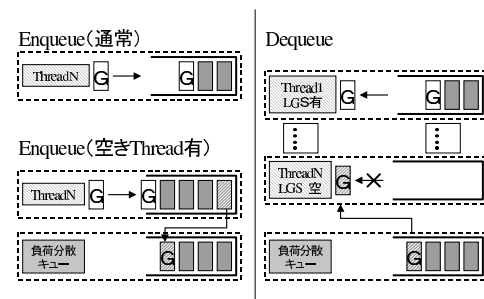 Enqueue(通常)
ThreadN
G
G
Enqueue(空きThread有)
ThreadN
G
G
負荷分散
キュー
G
Dequeue
Thread1
LGS有
G
G
ThreadN
LGS 空
G
負荷分散
キュー
G